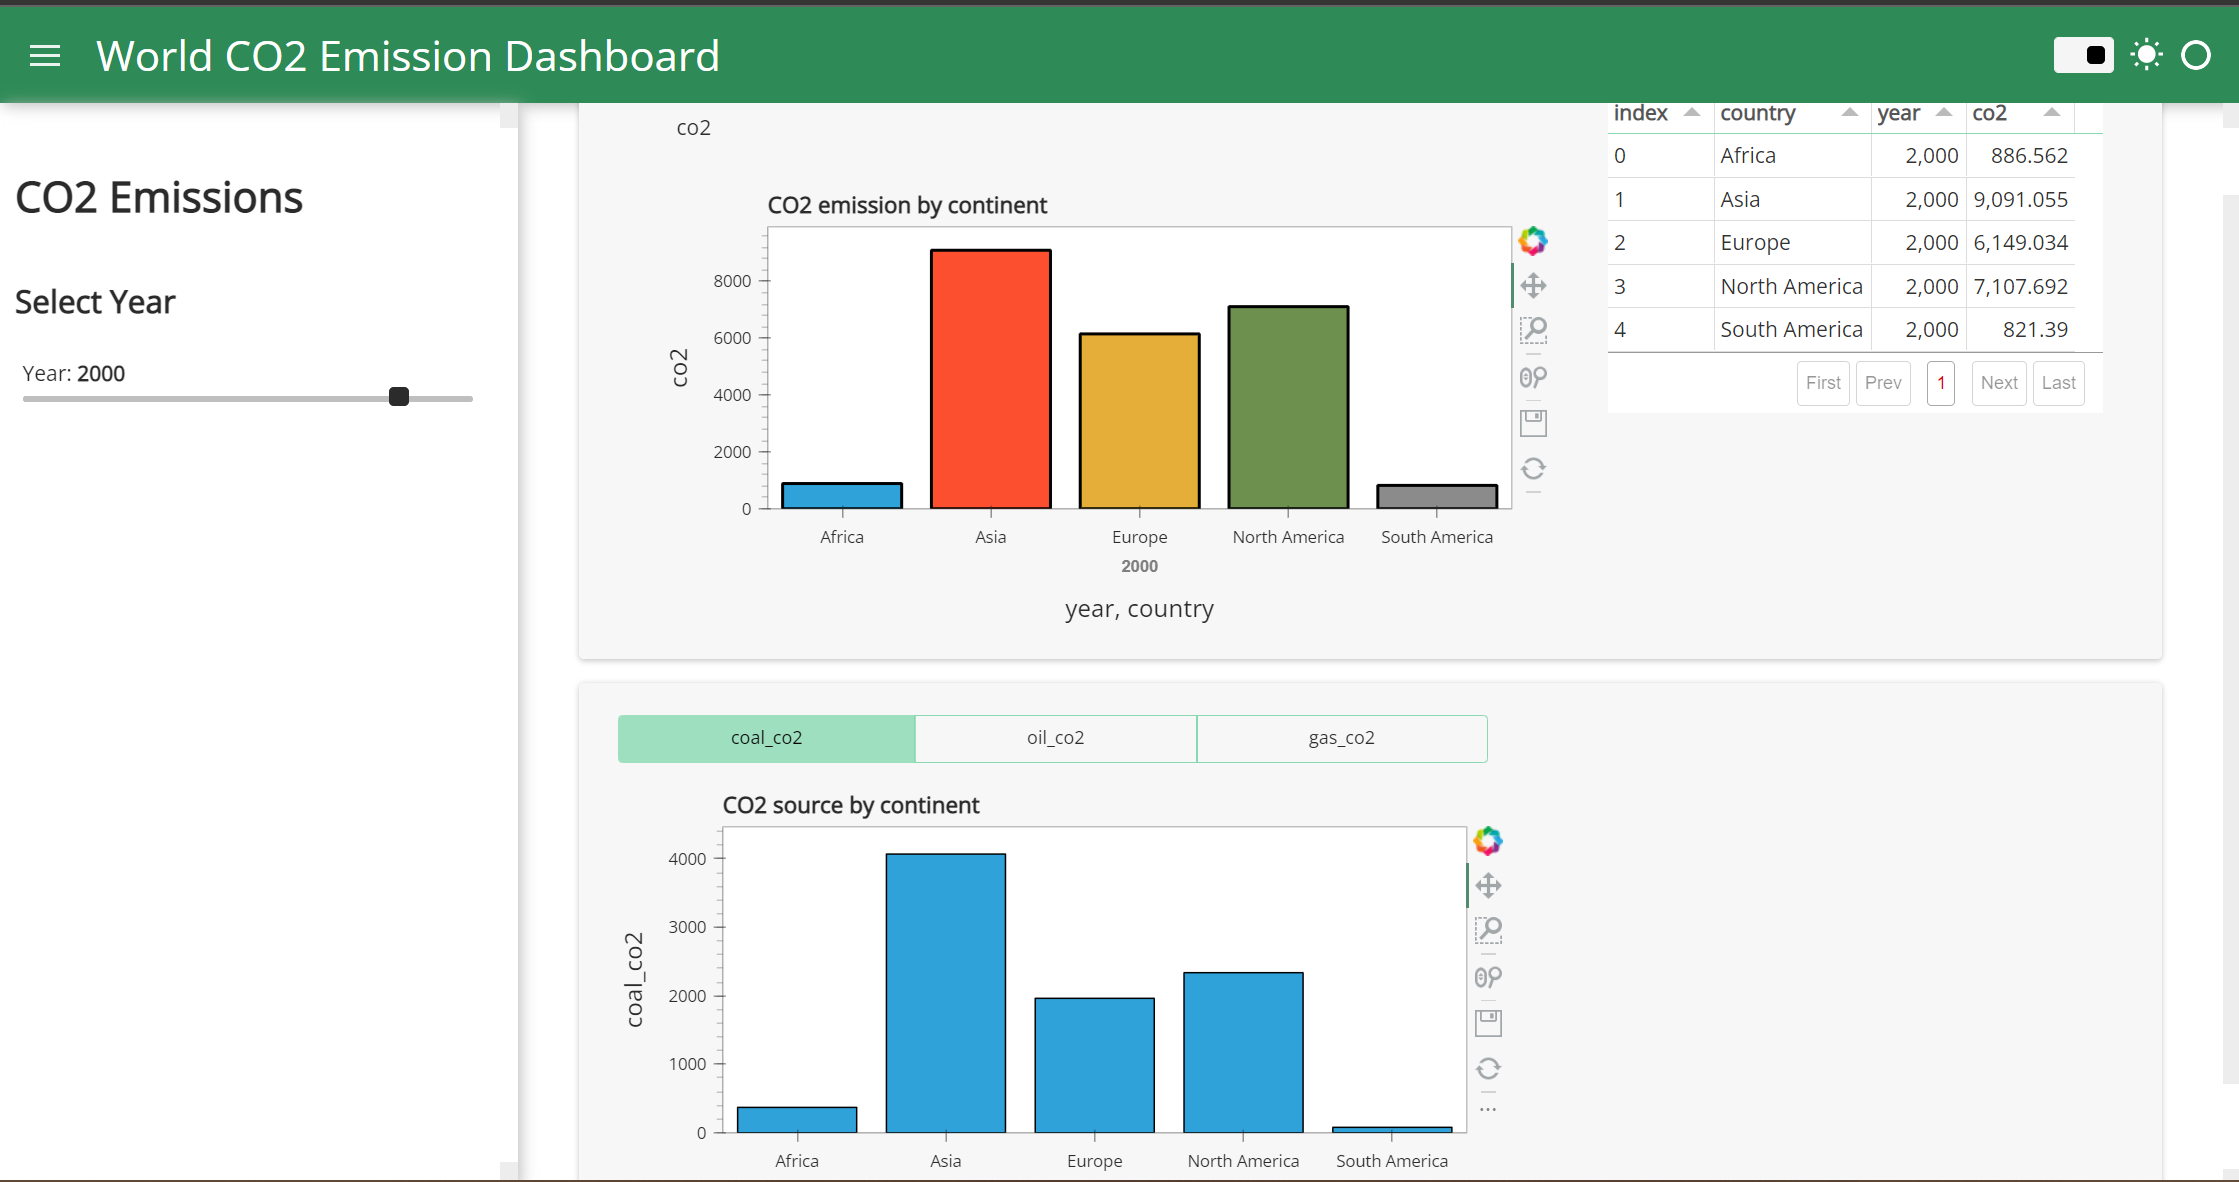 World CO2 Emission Dashboard
CO2 Emissions
Select Year
Year: 2000
co2
CO2 emission by continent
co2
8000
6000
4000
2000
0
Africa Asia Europe North America South America
2000
year, country
index country year co2
0 Africa 2,000 886.562
1 Asia 2,000 9,091.055
2 Europe 2,000 6,149.034
3 North America 2,000 7,107.692
4 South America 2,000 821.39
First Prev 1 Next Last
coal_co2 oil_co2 gas_co2
CO2 source by continent
coal_co2
4000
3000
2000
1000
0
Africa Asia Europe North America South America